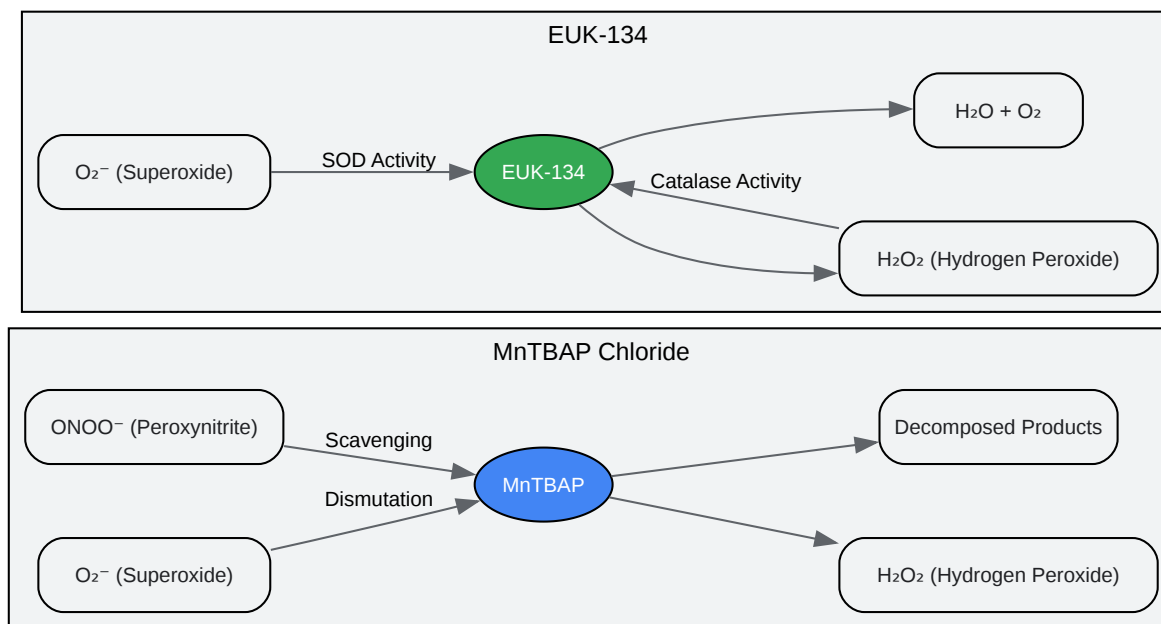 EUK-134
H₂O + O₂
O₂⁻ (Superoxide)
SOD Activity
EUK-134
Catalase Activity
H₂O₂ (Hydrogen Peroxide)
MnTBAP Chloride
ONOO⁻ (Peroxynitrite)
Scavenging
Decomposed Products
MnTBAP
Dismutation
O₂⁻ (Superoxide)
H₂O₂ (Hydrogen Peroxide)